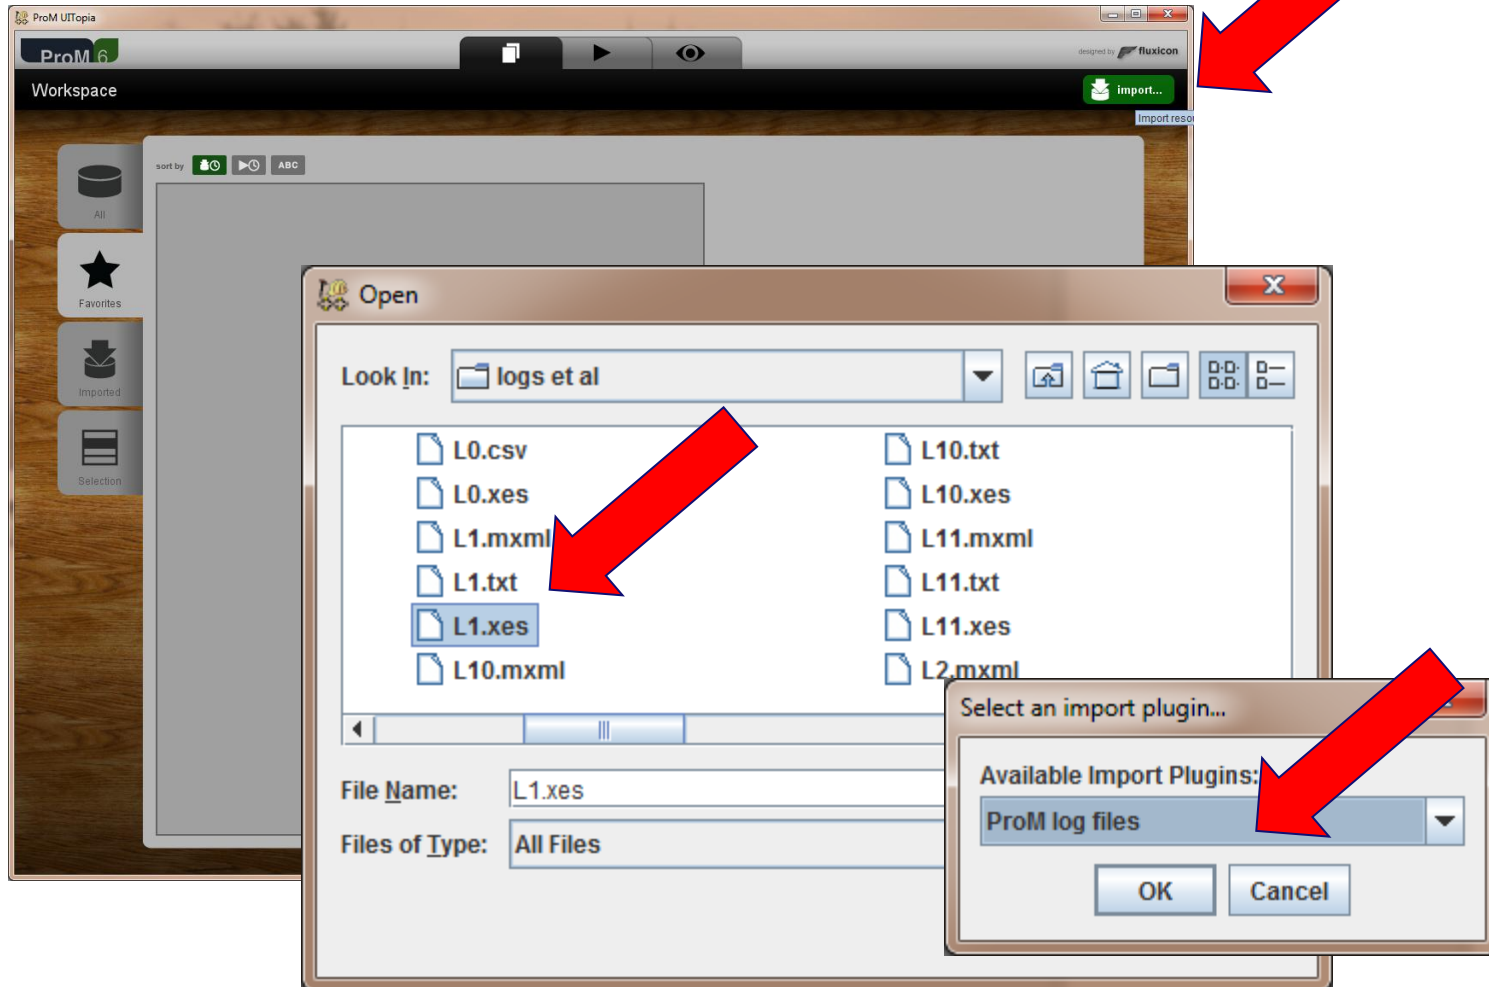 ProM UITopia
ProM 6
designed by fluxicon
Workspace
import...
Import reso
All
sort by
ABC
Favorites
Imported
Selection
Open
Look In:
logs et al
L0.csv
L0.xes
L1.mxml
L1.txt
L1.xes
L10.mxml
L10.txt
L10.xes
L11.mxml
L11.txt
L11.xes
L2.mxml
File Name:
L1.xes
Files of Type:
All Files
Select an import plugin...
Available Import Plugins:
ProM log files
OK
Cancel